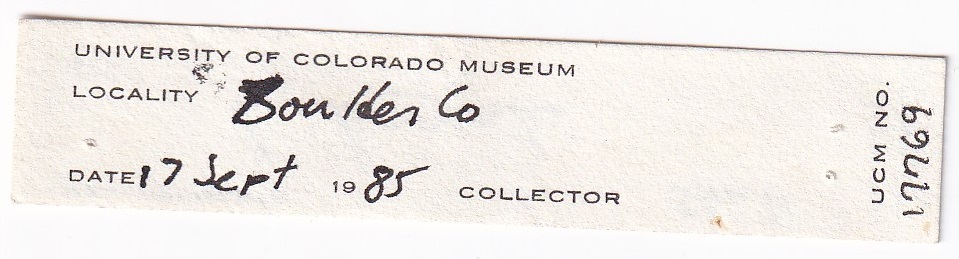 UNIVERSITY OF COLORADO MUSEUM
LOCALITY Boulder Co
DATE 17 Sept 1985 COLLECTOR
UCM NO.
17769